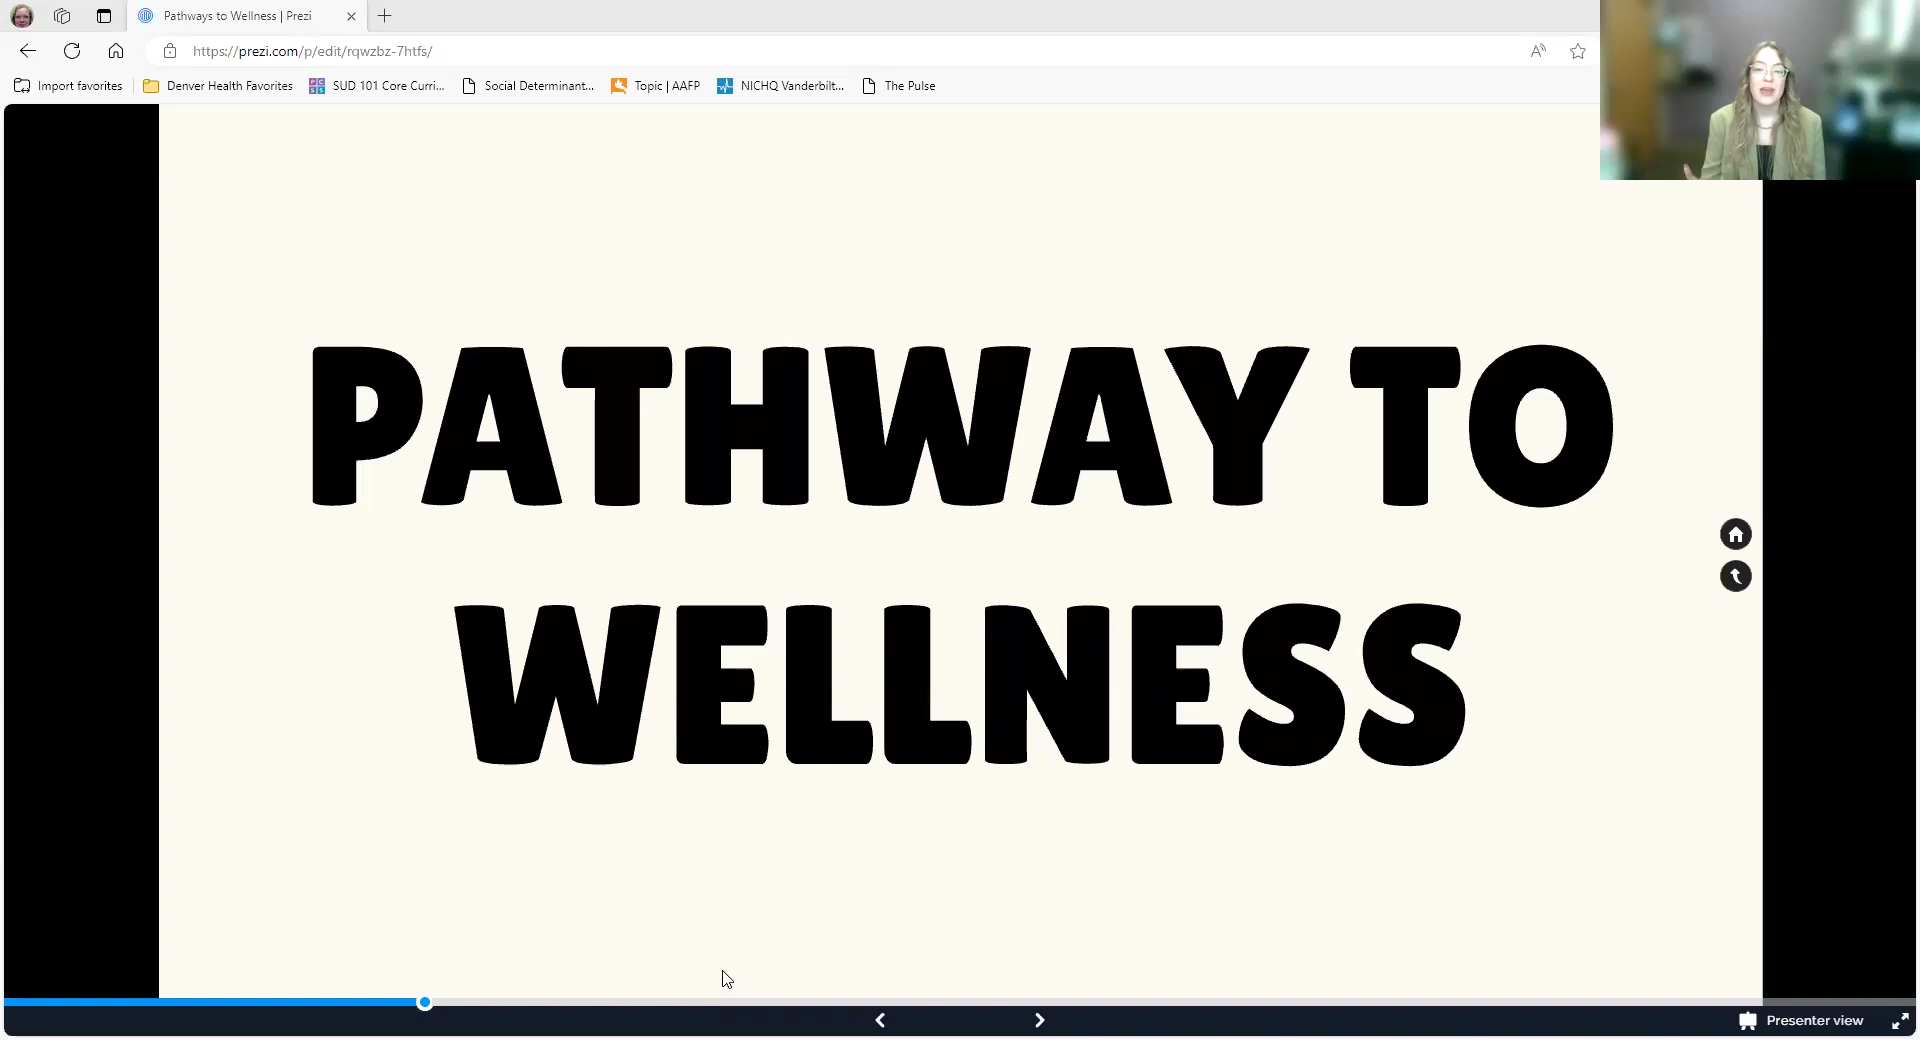 Pathways to Wellness | Prezi
https://prezi.com/p/edit/rqwzbz-7htfs/
Import favorites
Denver Health Favorites
SUD 101 Core Curri...
Social Determinant...
Topic | AAFP
NICHQ Vanderbilt...
The Pulse
PATHWAY TO
WELLNESS
Presenter view